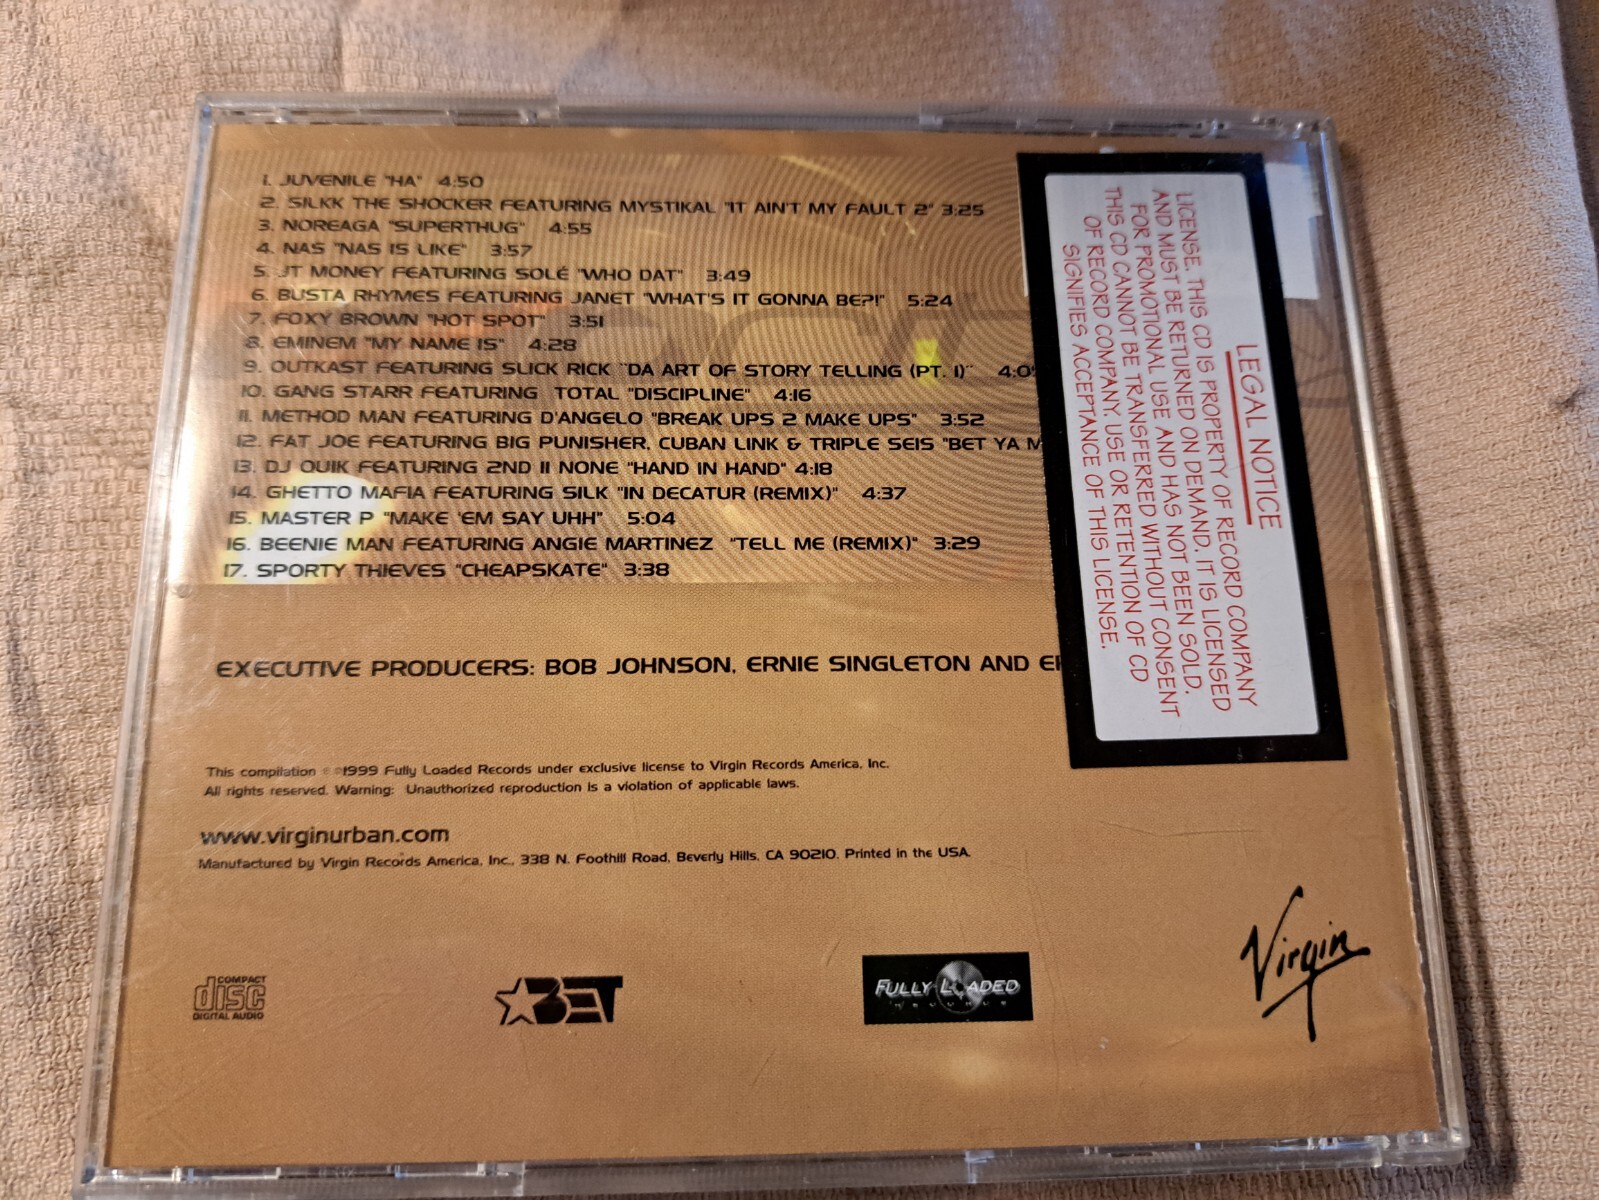 1. JUVENILE "HA" 4:50
2. SILKK THE SHOCKER FEATURING MYSTIKAL "IT AIN'T MY FAULT 2" 3:25
3. NOREAGA "SUPERTHUG" 4:55
4. NAS "NAS IS LIKE" 3:57
5. JT MONEY FEATURING SOLÉ "WHO DAT" 3:49
6. BUSTA RHYMES FEATURING JANET "WHAT'S IT GONNA BE?!" 5:24
7. FOXY BROWN "HOT SPOT" 3:51
8. EMINEM "MY NAME IS" 4:28
9. OUTKAST FEATURING SLICK RICK "DA ART OF STORY TELLING (PT. 1)"
10. GANG STARR FEATURING TOTAL "DISCIPLINE" 4:16
11. METHOD MAN FEATURING D'ANGELO "BREAK UPS 2 MAKE UPS" 3:52
12. FAT JOE FEATURING BIG PUNISHER, CUBAN LINK & TRIPLE SEIS "BET YA
13. DJ QUIK FEATURING 2ND II NONE "HAND IN HAND" 4:18
14. GHETTO MAFIA FEATURING SILK "IN DECATUR (REMIX)" 4:37
15. MASTER P "MAKE 'EM SAY UHH" 5:04
16. BEENIE MAN FEATURING ANGIE MARTINEZ "TELL ME (REMIX)" 3:29
17. SPORTY THIEVES "CHEAPSKATE" 3:38
EXECUTIVE PRODUCERS: BOB JOHNSON, ERNIE SINGLETON AND
This compilation ℗ ©1999 Fully Loaded Records under exclusive license to Virgin Records America, Inc.
All rights reserved. Warning: Unauthorized reproduction is a violation of applicable laws.
www.virginurban.com
Manufactured by Virgin Records America, Inc., 338 N. Foothill Road, Beverly Hills, CA 90210. Printed in the USA.
COMPACT
disc
DIGITAL AUDIO
BET
FULLY LOADED
RECORDS
Virgin
LEGAL NOTICE
LICENSE. THIS CD IS PROPERTY OF RECORD COMPANY
AND MUST BE RETURNED ON DEMAND. IT IS LICENSED
FOR PROMOTIONAL USE AND HAS NOT BEEN SOLD.
THIS CD CANNOT BE TRANSFERRED WITHOUT CONSENT
OF RECORD COMPANY. USE OR RETENTION OF CD
SIGNIFIES ACCEPTANCE OF THIS LICENSE.